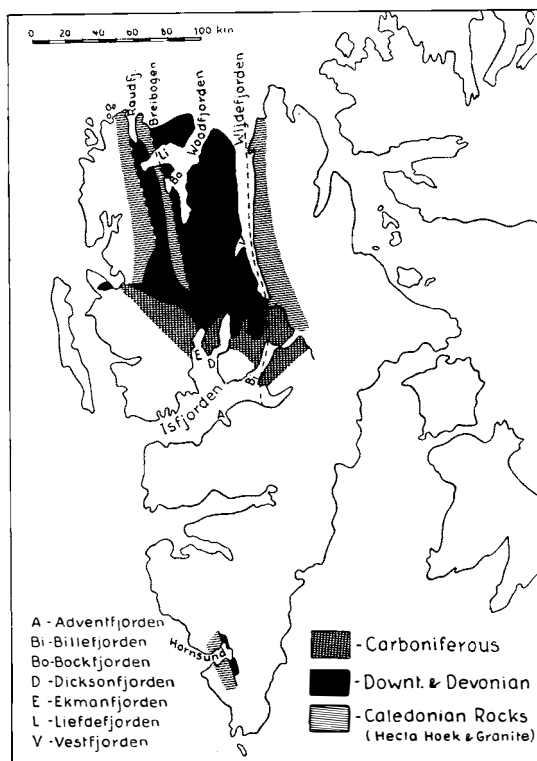 0 20 40 60 80 100 km
Raudfj.
Breibogen
Woodfjorden
Wijdefjorden
Bo
Li
Bo
V
E
D
Bi
Isfjorden
A
Hornsund
A - Adventfjorden
Bi - Billefjorden
Bo - Bockfjorden
D - Dicksonfjorden
E - Ekmanfjorden
L - Liefdefjorden
V - Vestfjorden
- Carboniferous
- Downt. & Devonian
- Caledonian Rocks
(Hecla Hoek & Granite)